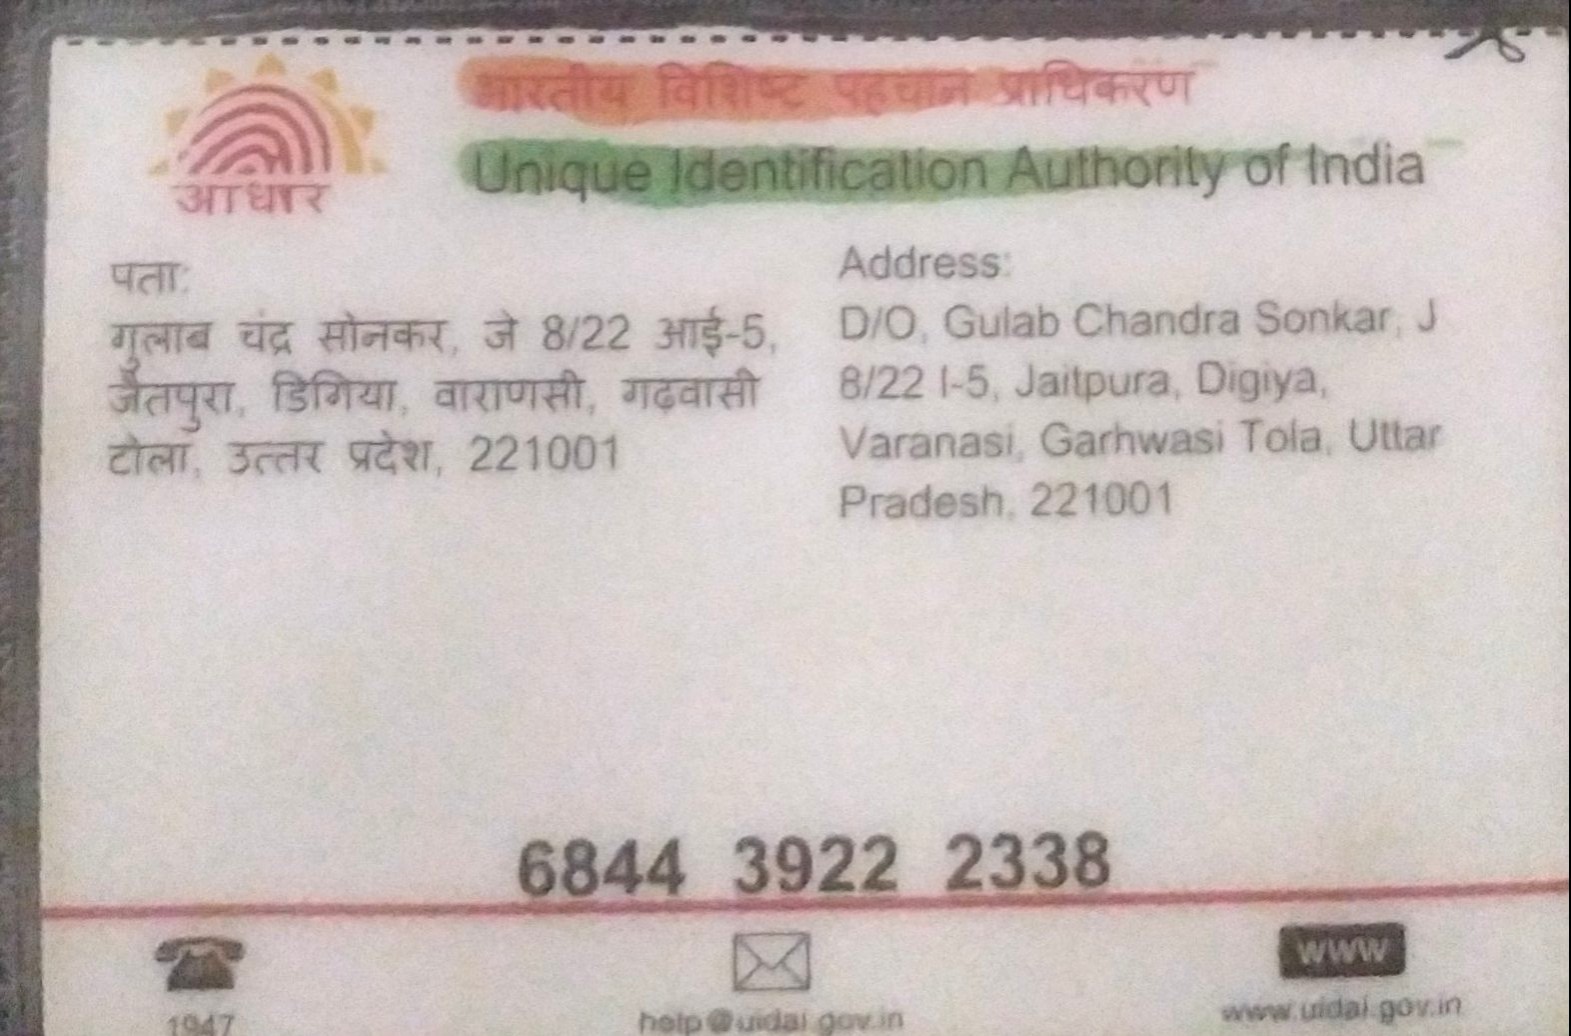 भारतीय विशिष्ट पहचान प्राधिकरण
Unique Identification Authority of India
आधार
पता:
गुलाब चंद्र सोनकर, जे 8/22 आई-5,
जैतपुरा, डिगिया, वाराणसी, गढ़वासी
टोला, उत्तर प्रदेश, 221001
Address:
D/O, Gulab Chandra Sonkar, J
8/22 I-5, Jaitpura, Digiya,
Varanasi, Garhwasi Tola, Uttar
Pradesh, 221001
6844 3922 2338
1947
help@uidai.gov.in
WWW
www.uidai.gov.in